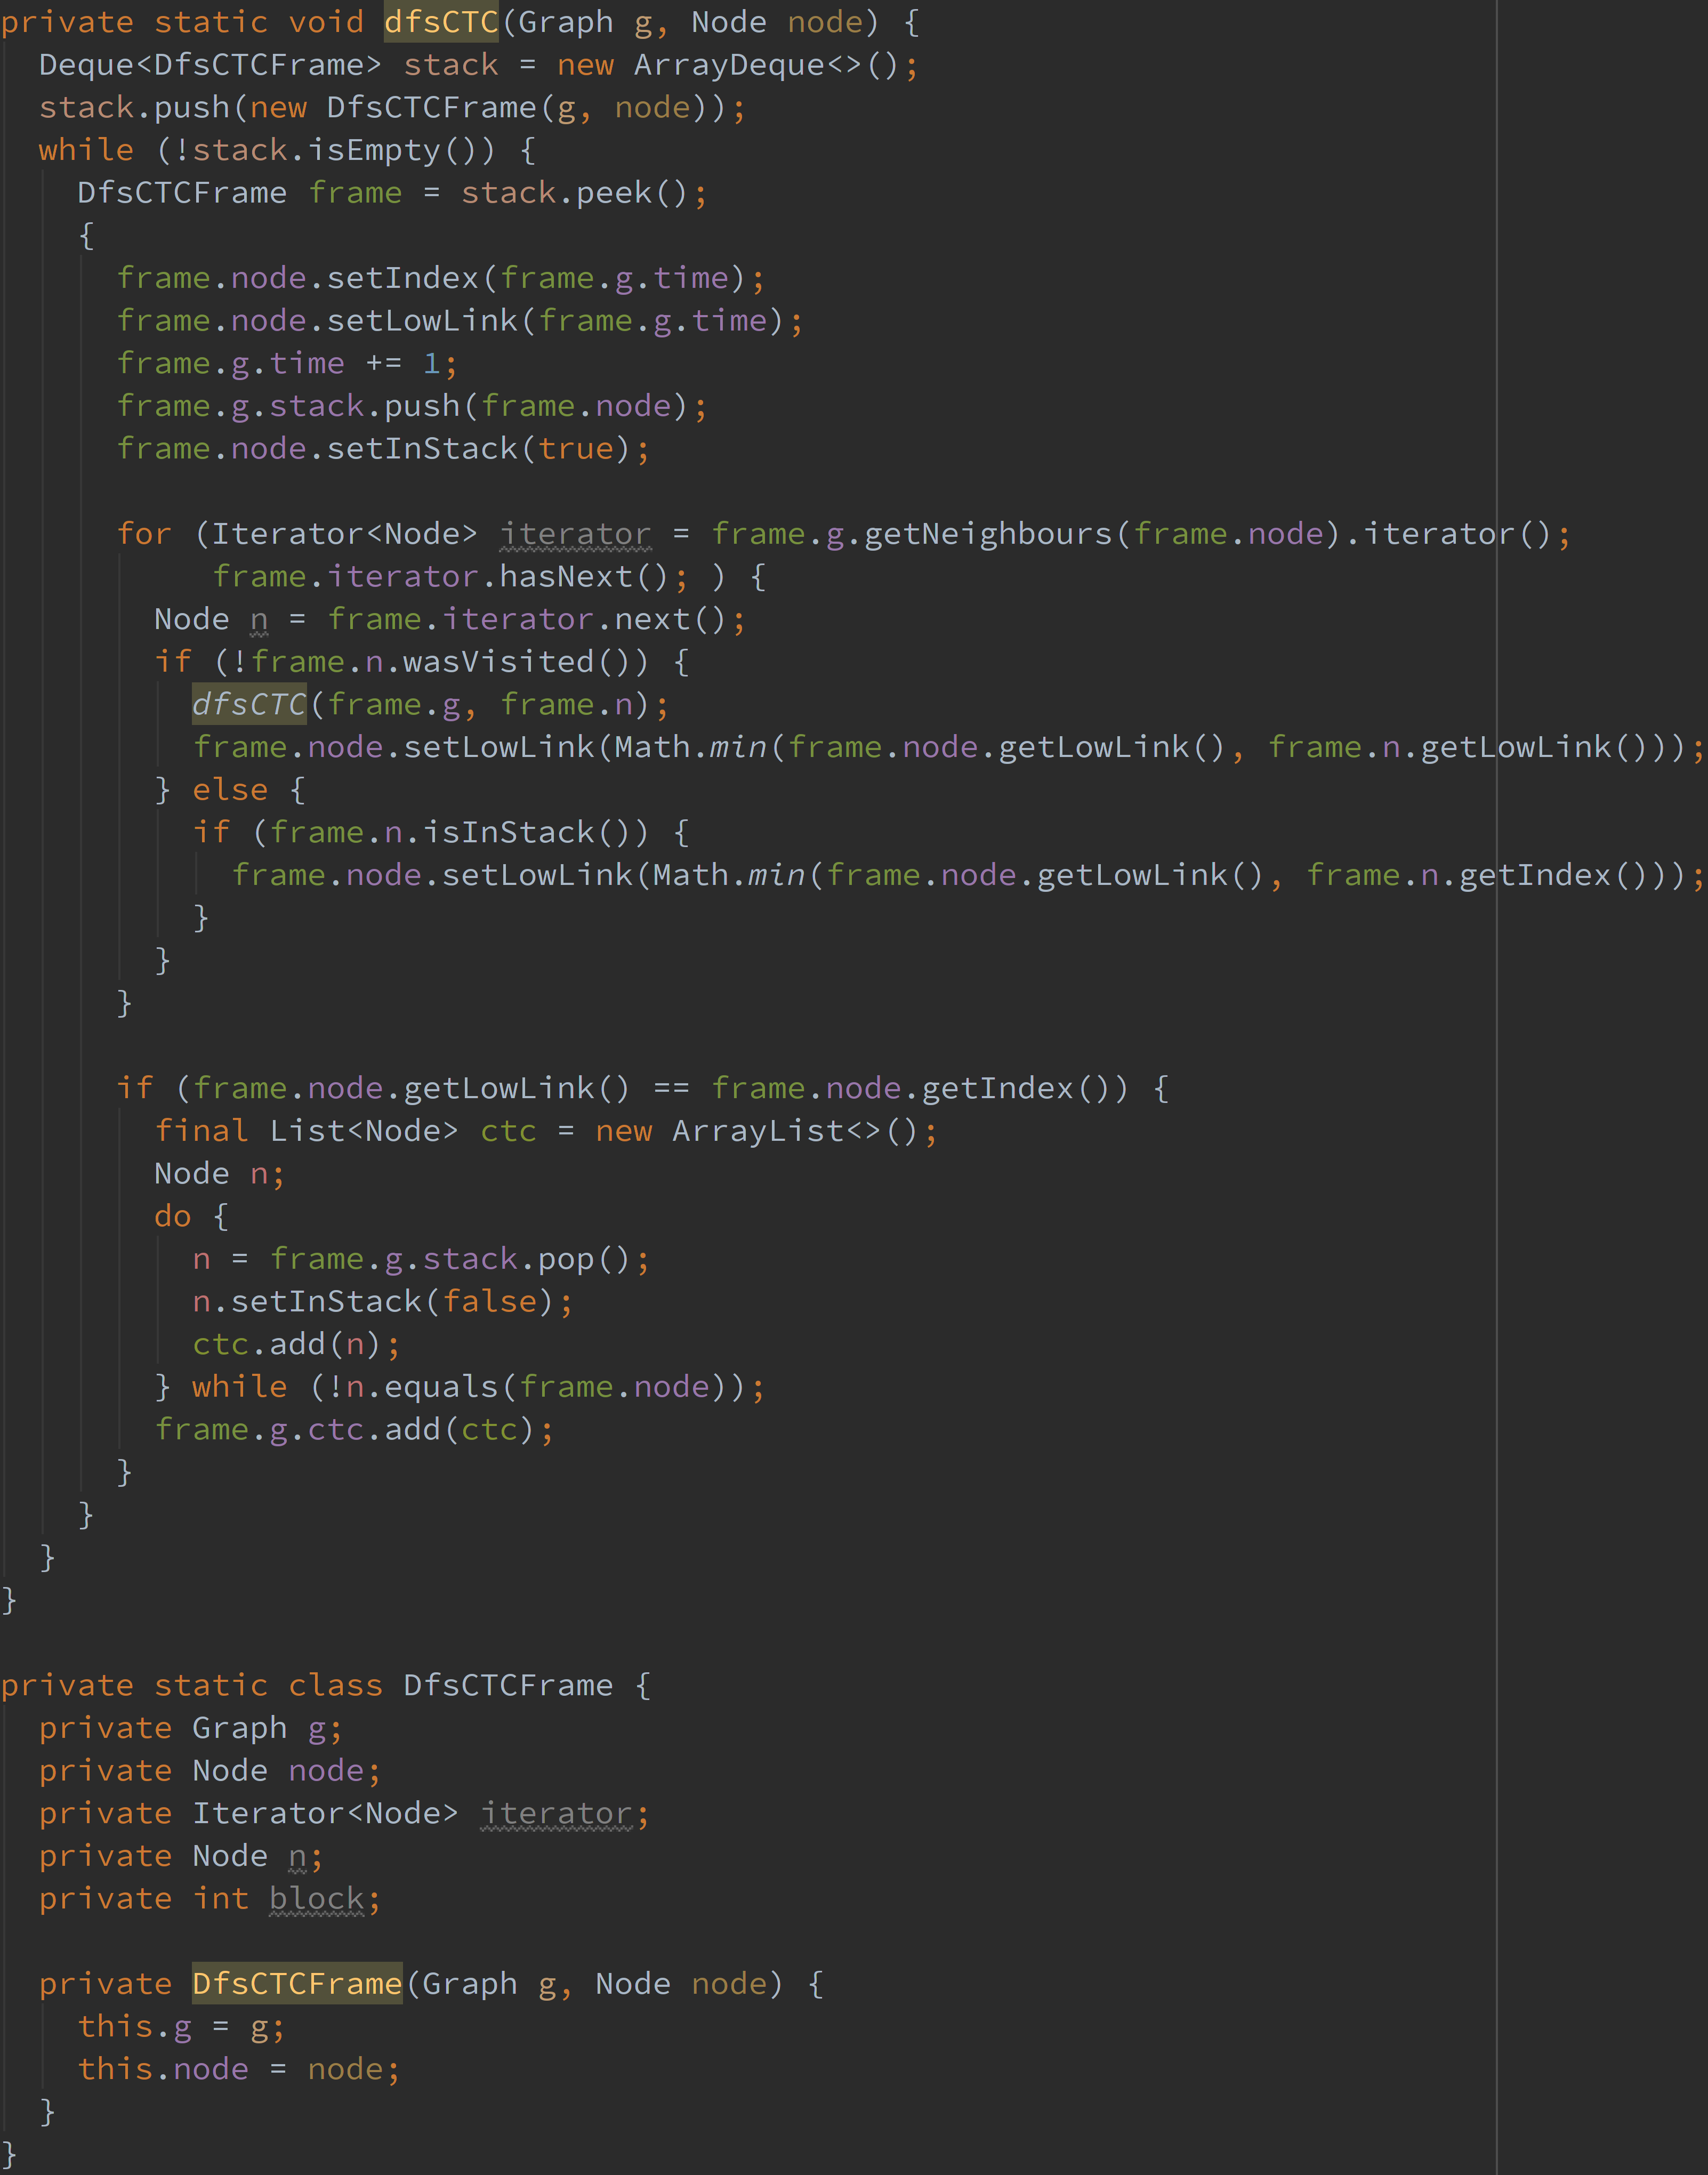 private static void dfsCTC(Graph g, Node node) {
  Deque<DfsCTCFrame> stack = new ArrayDeque<>();
  stack.push(new DfsCTCFrame(g, node));
  while (!stack.isEmpty()) {
    DfsCTCFrame frame = stack.peek();
    {
      frame.node.setIndex(frame.g.time);
      frame.node.setLowLink(frame.g.time);
      frame.g.time += 1;
      frame.g.stack.push(frame.node);
      frame.node.setInStack(true);

      for (Iterator<Node> iterator = frame.g.getNeighbours(frame.node).iterator();
           frame.iterator.hasNext(); ) {
        Node n = frame.iterator.next();
        if (!frame.n.wasVisited()) {
          dfsCTC(frame.g, frame.n);
          frame.node.setLowLink(Math.min(frame.node.getLowLink(), frame.n.getLowLink()));
        } else {
          if (frame.n.isInStack()) {
            frame.node.setLowLink(Math.min(frame.node.getLowLink(), frame.n.getIndex()));
          }
        }
      }

      if (frame.node.getLowLink() == frame.node.getIndex()) {
        final List<Node> ctc = new ArrayList<>();
        Node n;
        do {
          n = frame.g.stack.pop();
          n.setInStack(false);
          ctc.add(n);
        } while (!n.equals(frame.node));
        frame.g.ctc.add(ctc);
      }
    }
  }
}

private static class DfsCTCFrame {
  private Graph g;
  private Node node;
  private Iterator<Node> iterator;
  private Node n;
  private int block;

  private DfsCTCFrame(Graph g, Node node) {
    this.g = g;
    this.node = node;
  }
}